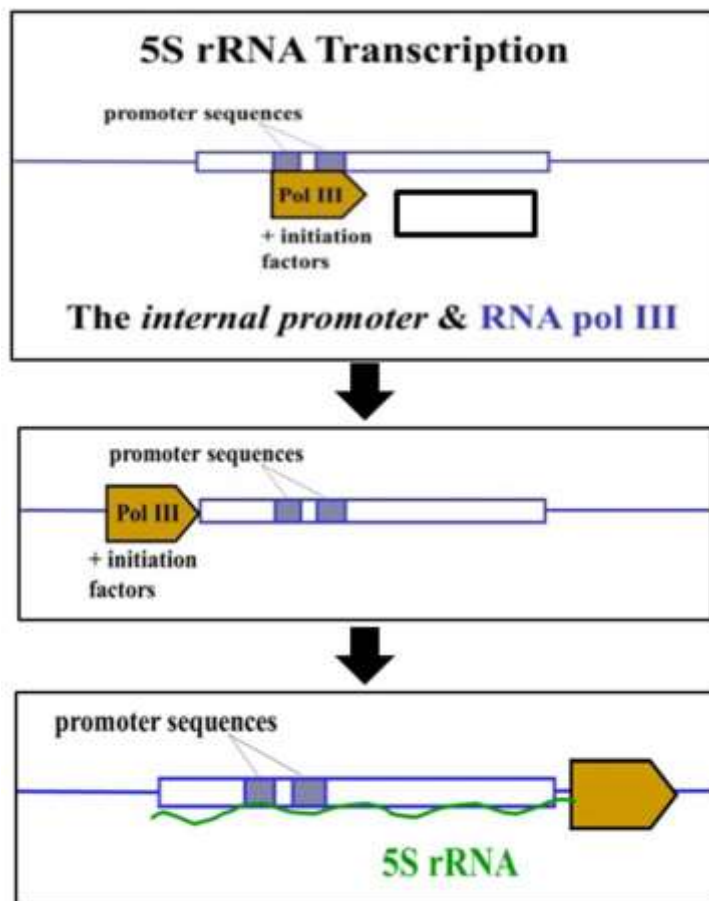 5S rRNA Transcription
promoter sequences
Pol III
+ initiation
factors
The internal promoter & RNA pol III
promoter sequences
Pol III
+ initiation
factors
promoter sequences
5S rRNA